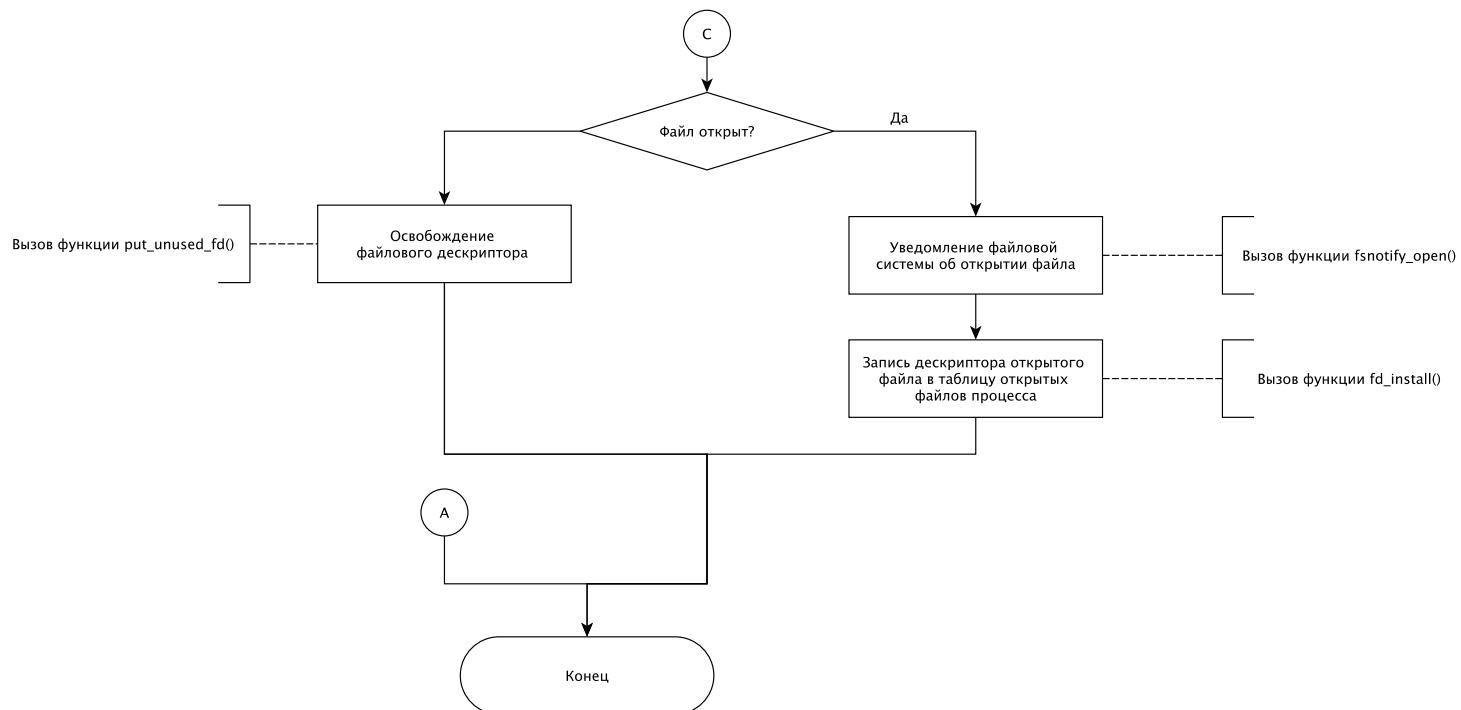 C
Файл открыт?
Да
Вызов функции put_unused_fd()
Освобождение
файлового дескриптора
Уведомление файловой
системы об открытии файла
Вызов функции fsnotify_open()
Запись дескриптора открытого
файла в таблицу открытых
файлов процесса
Вызов функции fd_install()
A
Конец